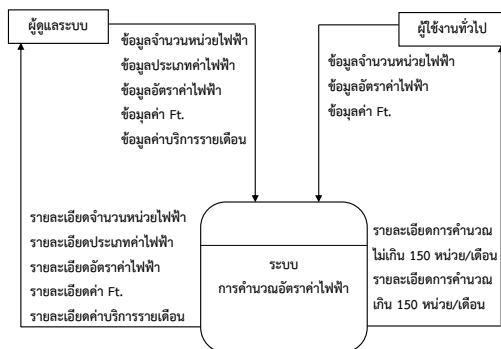 ผู้ดูแลระบบ
ผู้ใช้งานทั่วไป
ข้อมูลจำนวนหน่วยไฟฟ้า
ข้อมูลประเภทค่าไฟฟ้า
ข้อมูลอัตราค่าไฟฟ้า
ข้อมูลค่า Ft.
ข้อมูลค่าบริการรายเดือน
ข้อมูลจำนวนหน่วยไฟฟ้า
ข้อมูลอัตราค่าไฟฟ้า
ข้อมูลค่า Ft.
รายละเอียดจำนวนหน่วยไฟฟ้า
รายละเอียดประเภทค่าไฟฟ้า
รายละเอียดอัตราค่าไฟฟ้า
รายละเอียดค่า Ft.
รายละเอียดค่าบริการรายเดือน
ระบบ
การคำนวณอัตราค่าไฟฟ้า
รายละเอียดการคำนวณ
ไม่เกิน 150 หน่วย/เดือน
รายละเอียดการคำนวณ
เกิน 150 หน่วย/เดือน